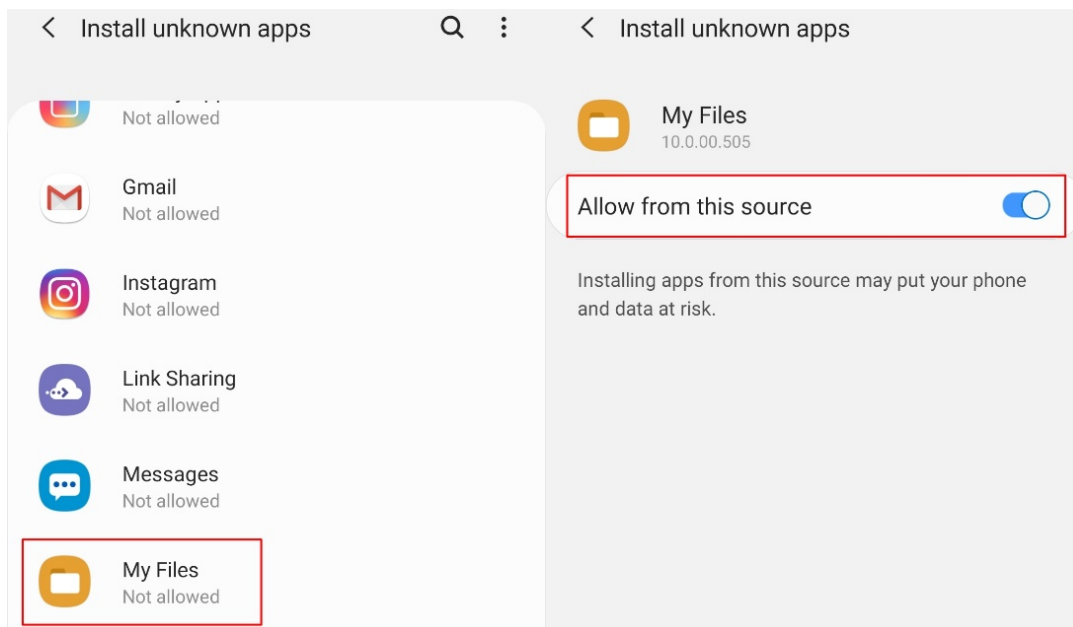 Install unknown apps
Not allowed
Gmail
Not allowed
Instagram
Not allowed
Link Sharing
Not allowed
Messages
Not allowed
My Files
Not allowed
Install unknown apps
My Files
10.0.00.505
Allow from this source
Installing apps from this source may put your phone
and data at risk.